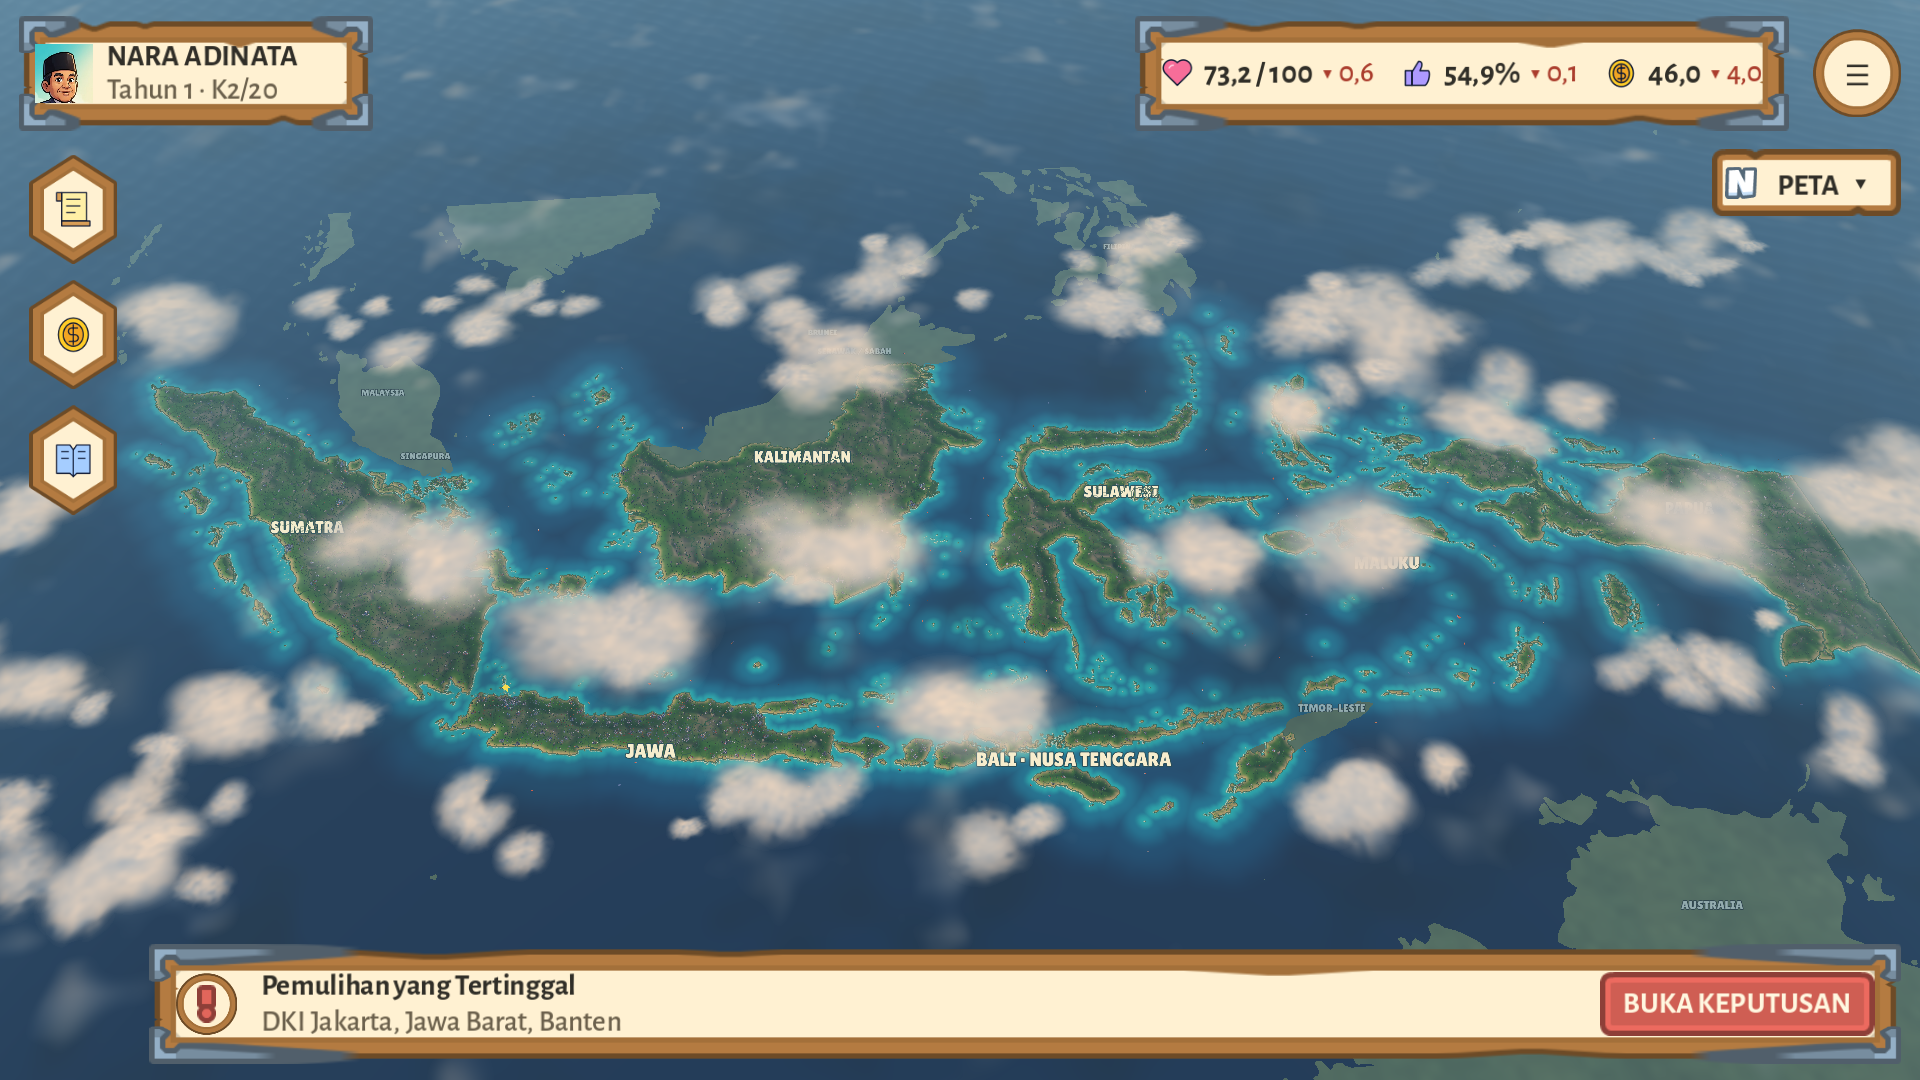 NARA ADINATA
Tahun 1 · K2/20
73,2 / 100 ▼ 0,6
54,9% ▼ 0,1
46,0 ▼ 4,0
N PETA ▼
MALAYSIA
SINGAPURA
SABAH
KALIMANTAN
SULAWESI
SUMATRA
MALUKU
TIMOR-LESTE
JAWA
BALI · NUSA TENGGARA
AUSTRALIA
Pemulihan yang Tertinggal
DKI Jakarta, Jawa Barat, Banten
BUKA KEPUTUSAN